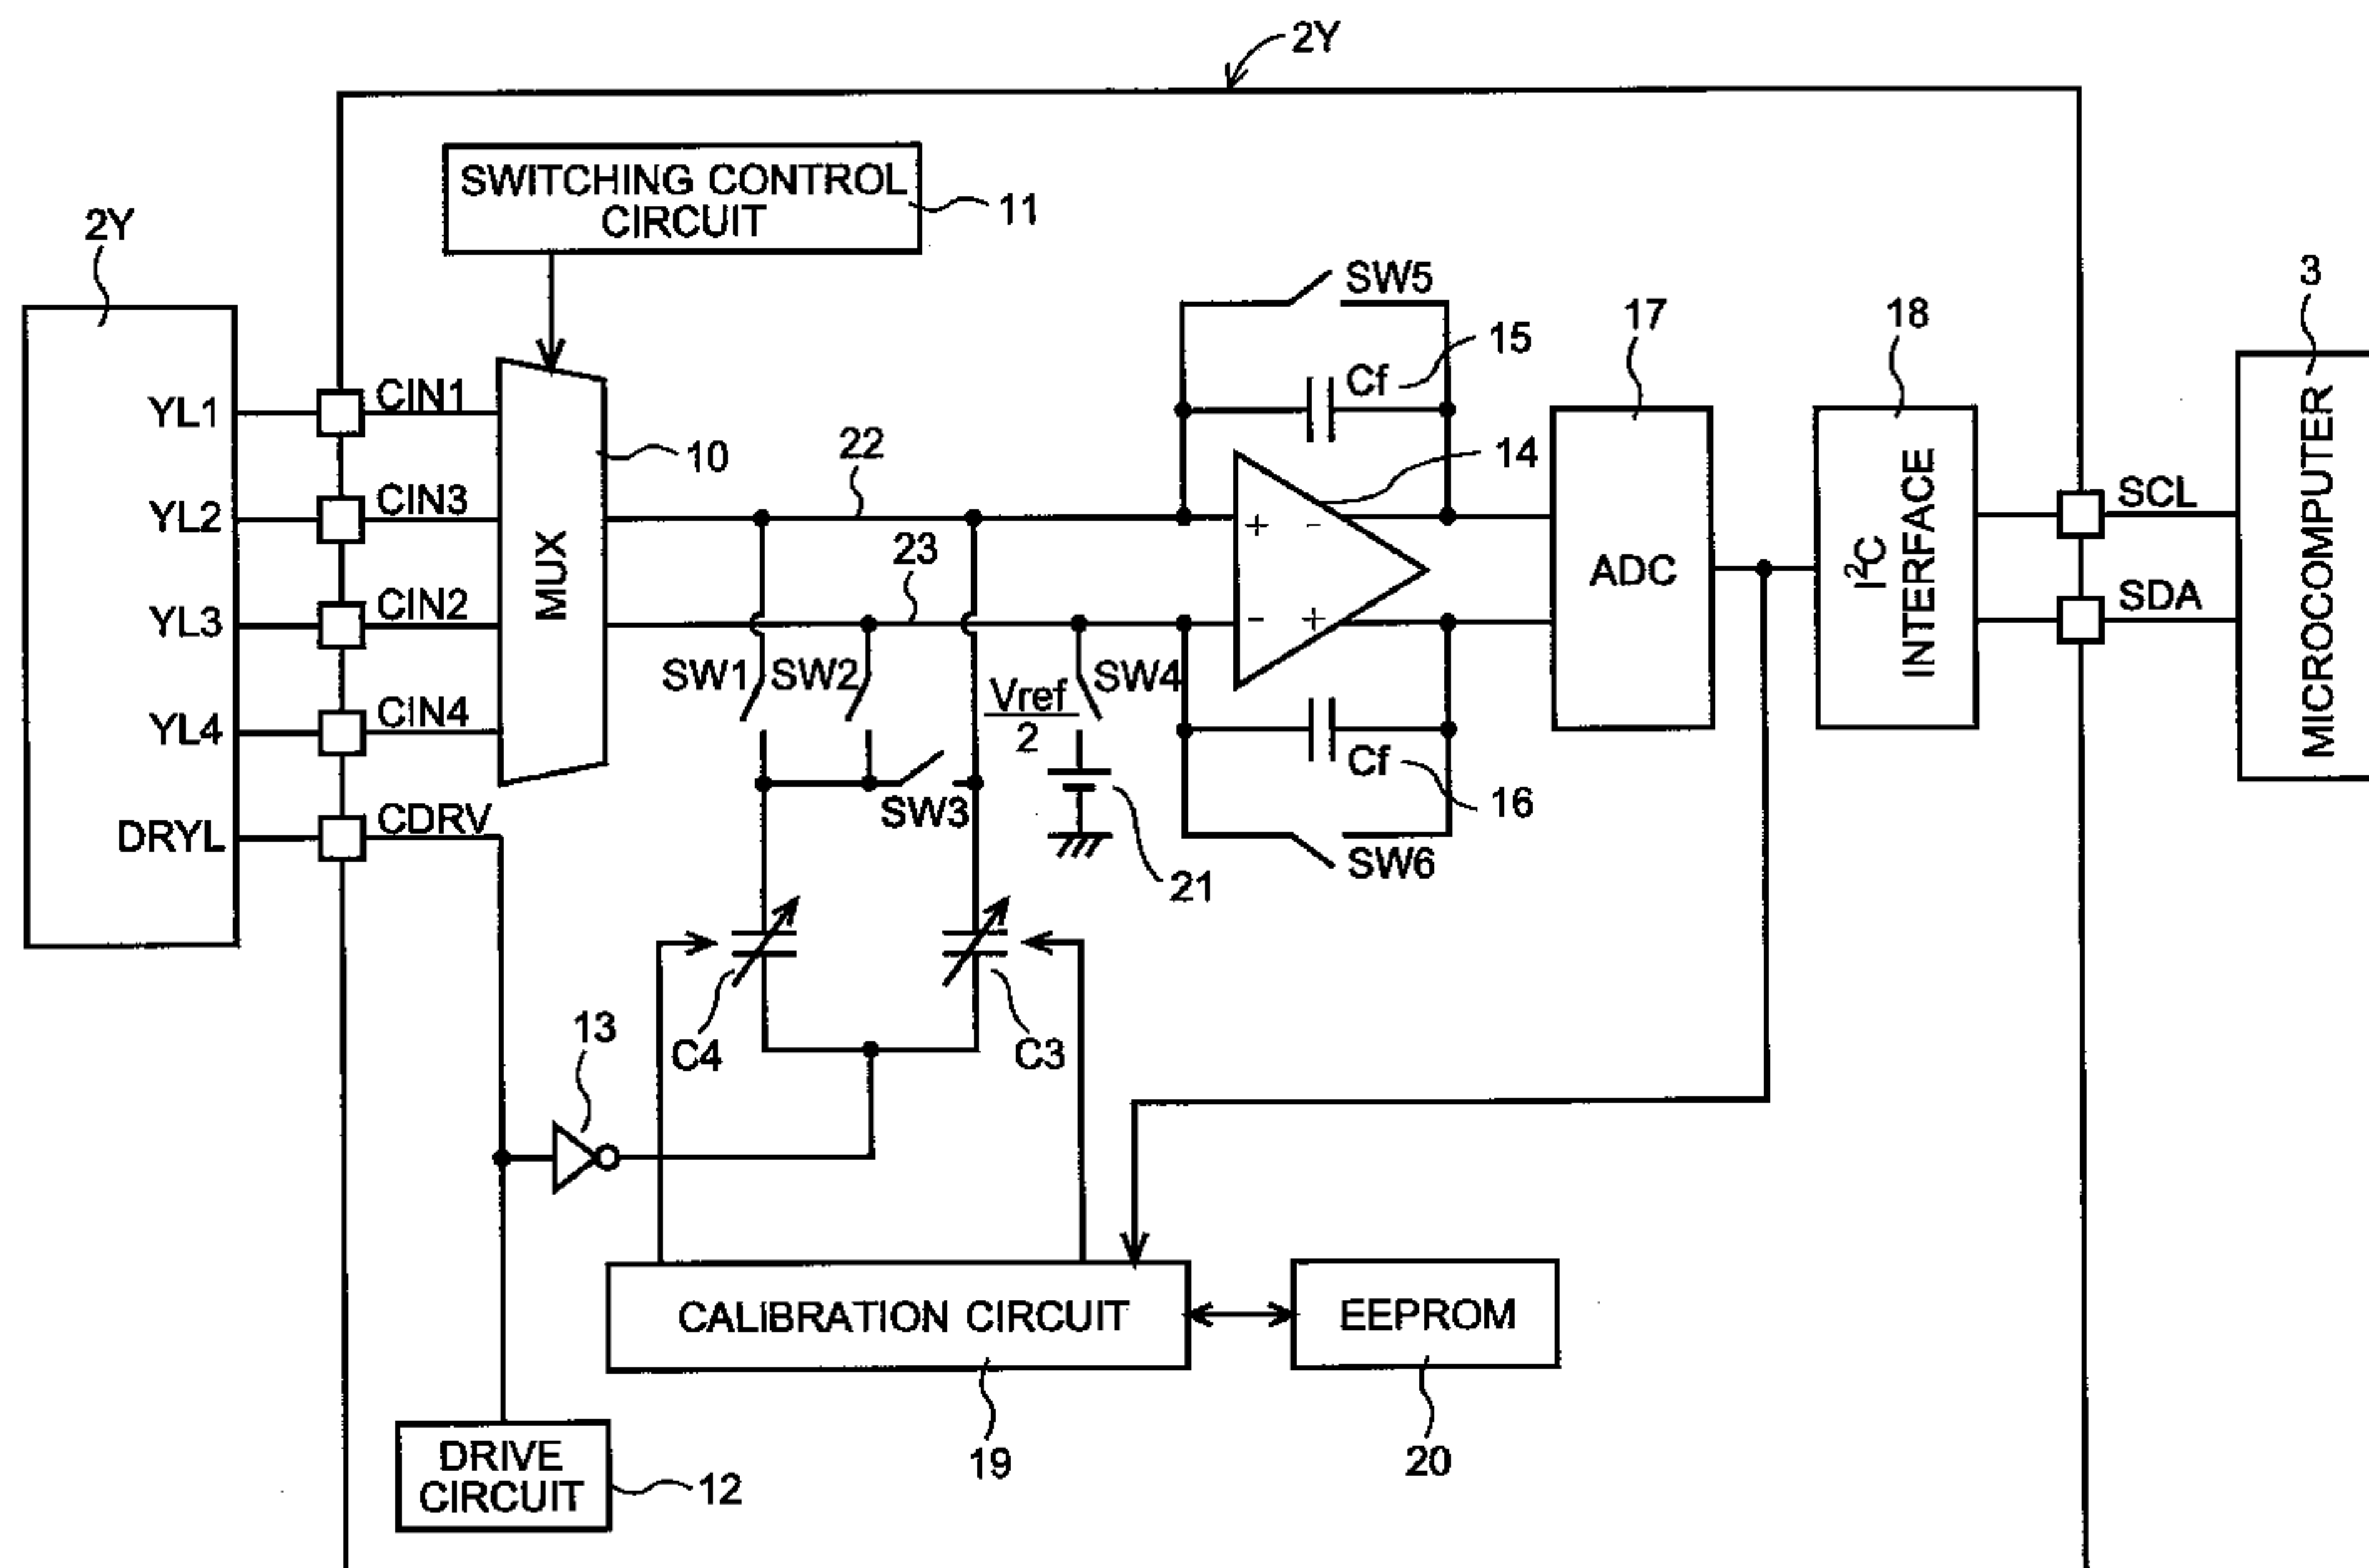 2Y
SWITCHING CONTROL
CIRCUIT
11
2Y
SW5
3
17
18
15
Cf
YL1
CIN1
10
22
14
MICROCOMPUTER
YL2
CIN3
MUX
+
-
ADC
I²C
INTERFACE
SCL
23
YL3
CIN2
-
+
SDA
SW1
SW2
Vref
2
SW4
YL4
CIN4
Cf
16
SW3
DRYL
CDRV
21
SW6
13
C4
C3
CALIBRATION CIRCUIT
EEPROM
19
20
DRIVE
CIRCUIT
12